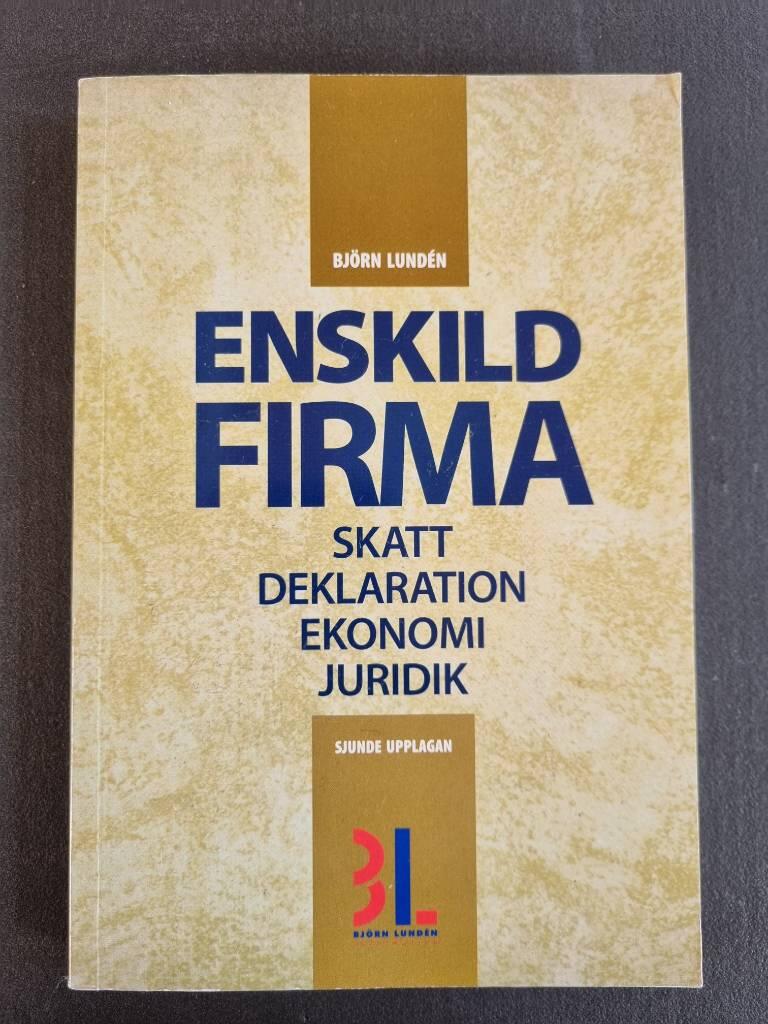 BJÖRN LUNDÉN
ENSKILD
FIRMA
SKATT
DEKLARATION
EKONOMI
JURIDIK
SJUNDE UPPLAGAN
BL
BJÖRN LUNDÉN